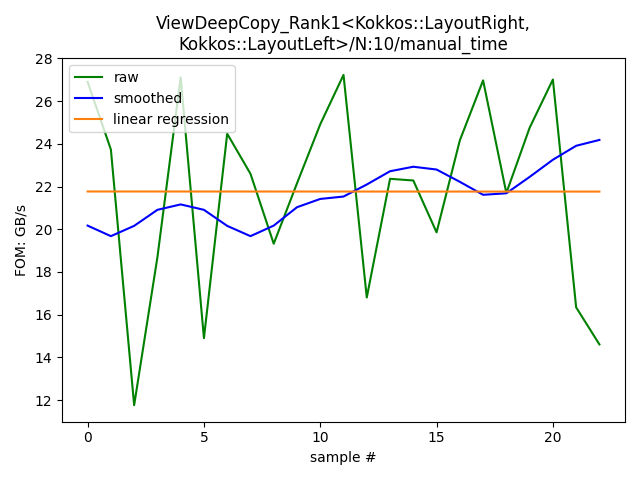 ViewDeepCopy_Rank1<Kokkos::LayoutRight,
Kokkos::LayoutLeft>/N:10/manual_time
raw
smoothed
linear regression
FOM: GB/s
28
26
24
22
20
18
16
14
12
0
5
10
15
20
sample #